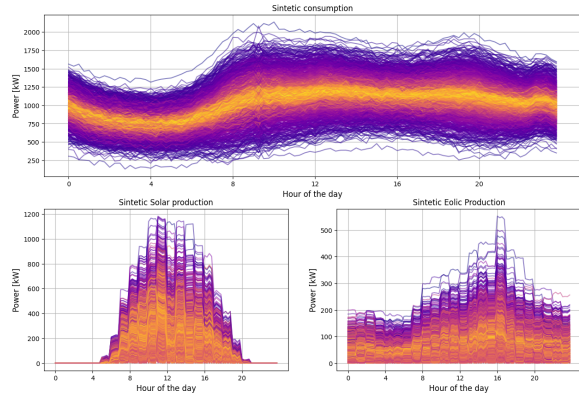 Sintetic consumption
Power [kW]
2000
1750
1500
1250
1000
750
500
250
0 4 8 12 16 20
Hour of the day
Sintetic Solar production
Power [kW]
1200
1000
800
600
400
200
0
0 4 8 12 16 20
Hour of the day
Sintetic Eolic Production
Power [kW]
500
400
300
200
100
0
0 4 8 12 16 20
Hour of the day